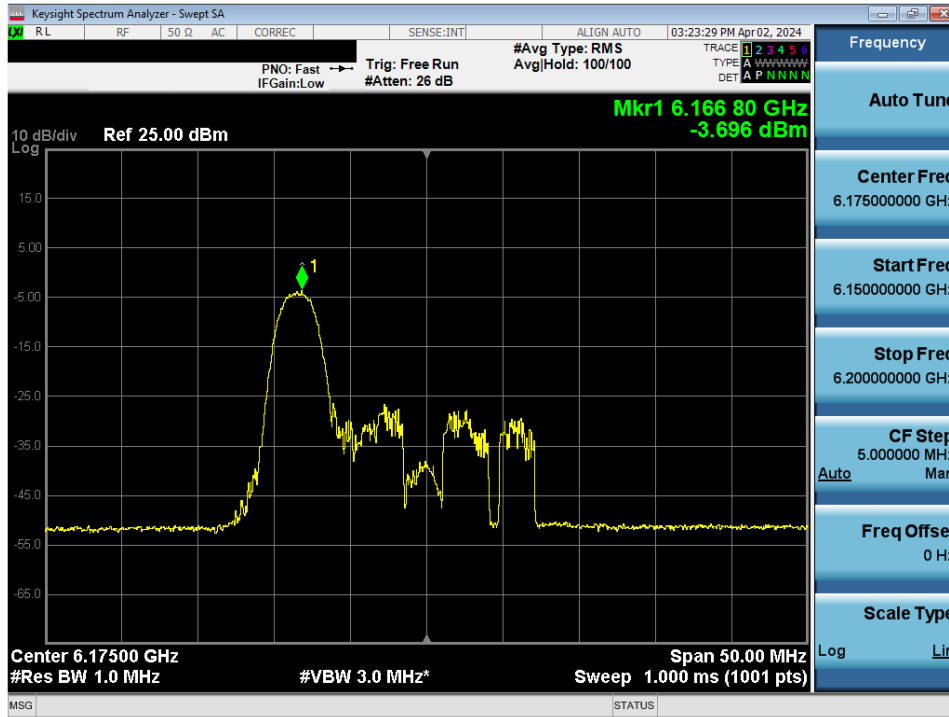 Keysight Spectrum Analyzer - Swept SA
LXI RL RF 50 Ω AC CORREC SENSE:INT ALIGN AUTO 03:23:29 PM Apr 02, 2024
PNO: Fast
IFGain:Low
Trig: Free Run
#Atten: 26 dB
#Avg Type: RMS
Avg|Hold: 100/100
TRACE 1 2 3 4 5 6
TYPE A WWWWW
DET A P N N N N
Mkr1 6.166 80 GHz
-3.696 dBm
10 dB/div Ref 25.00 dBm
Log
1
15.0
5.00
-5.00
-15.0
-25.0
-35.0
-45.0
-55.0
-65.0
Center 6.17500 GHz Span 50.00 MHz
#Res BW 1.0 MHz #VBW 3.0 MHz* Sweep 1.000 ms (1001 pts)
MSG STATUS
Frequency
Auto Tune
Center Freq
6.175000000 GHz
Start Freq
6.150000000 GHz
Stop Freq
6.200000000 GHz
CF Step
5.000000 MHz
Auto Man
Freq Offset
0 Hz
Scale Type
Log Lin